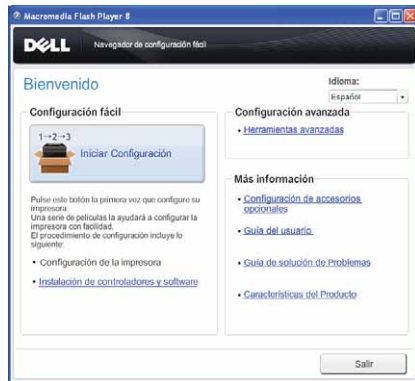 Macromedia Flash Player 8
DELL
Navegador de configuración fácil
Bienvenido
Idioma:
Español
Configuración fácil
1→2→3
Iniciar Configuración
Pulse este botón la primera vez que configure su
impresora
Una serie de películas la ayudará a configurar la
impresora con facilidad.
El procedimiento de configuración incluye lo
siguiente:
• Configuración de la impresora
• Instalación de controladores y software
Configuración avanzada
• Herramientas avanzadas
Más información
• Configuración de accesorios
opcionales
• Guía del usuario
• Guía de solución de Problemas
• Características del Producto
Salir